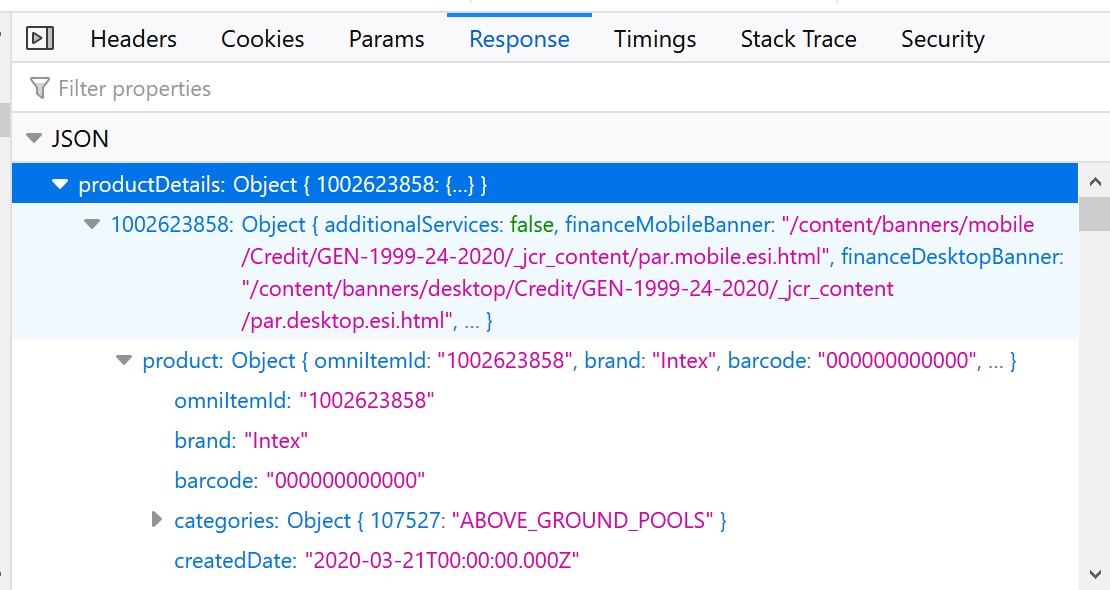 Headers Cookies Params Response Timings Stack Trace Security
Filter properties
JSON
productDetails: Object { 1002623858: {…} }
1002623858: Object { additionalServices: false, financeMobileBanner: "/content/banners/mobile
/Credit/GEN-1999-24-2020/_jcr_content/par.mobile.esi.html", financeDesktopBanner:
"/content/banners/desktop/Credit/GEN-1999-24-2020/_jcr_content
/par.desktop.esi.html", … }
product: Object { omniItemId: "1002623858", brand: "Intex", barcode: "000000000000", … }
omniItemId: "1002623858"
brand: "Intex"
barcode: "000000000000"
categories: Object { 107527: "ABOVE_GROUND_POOLS" }
createdDate: "2020-03-21T00:00:00.000Z"